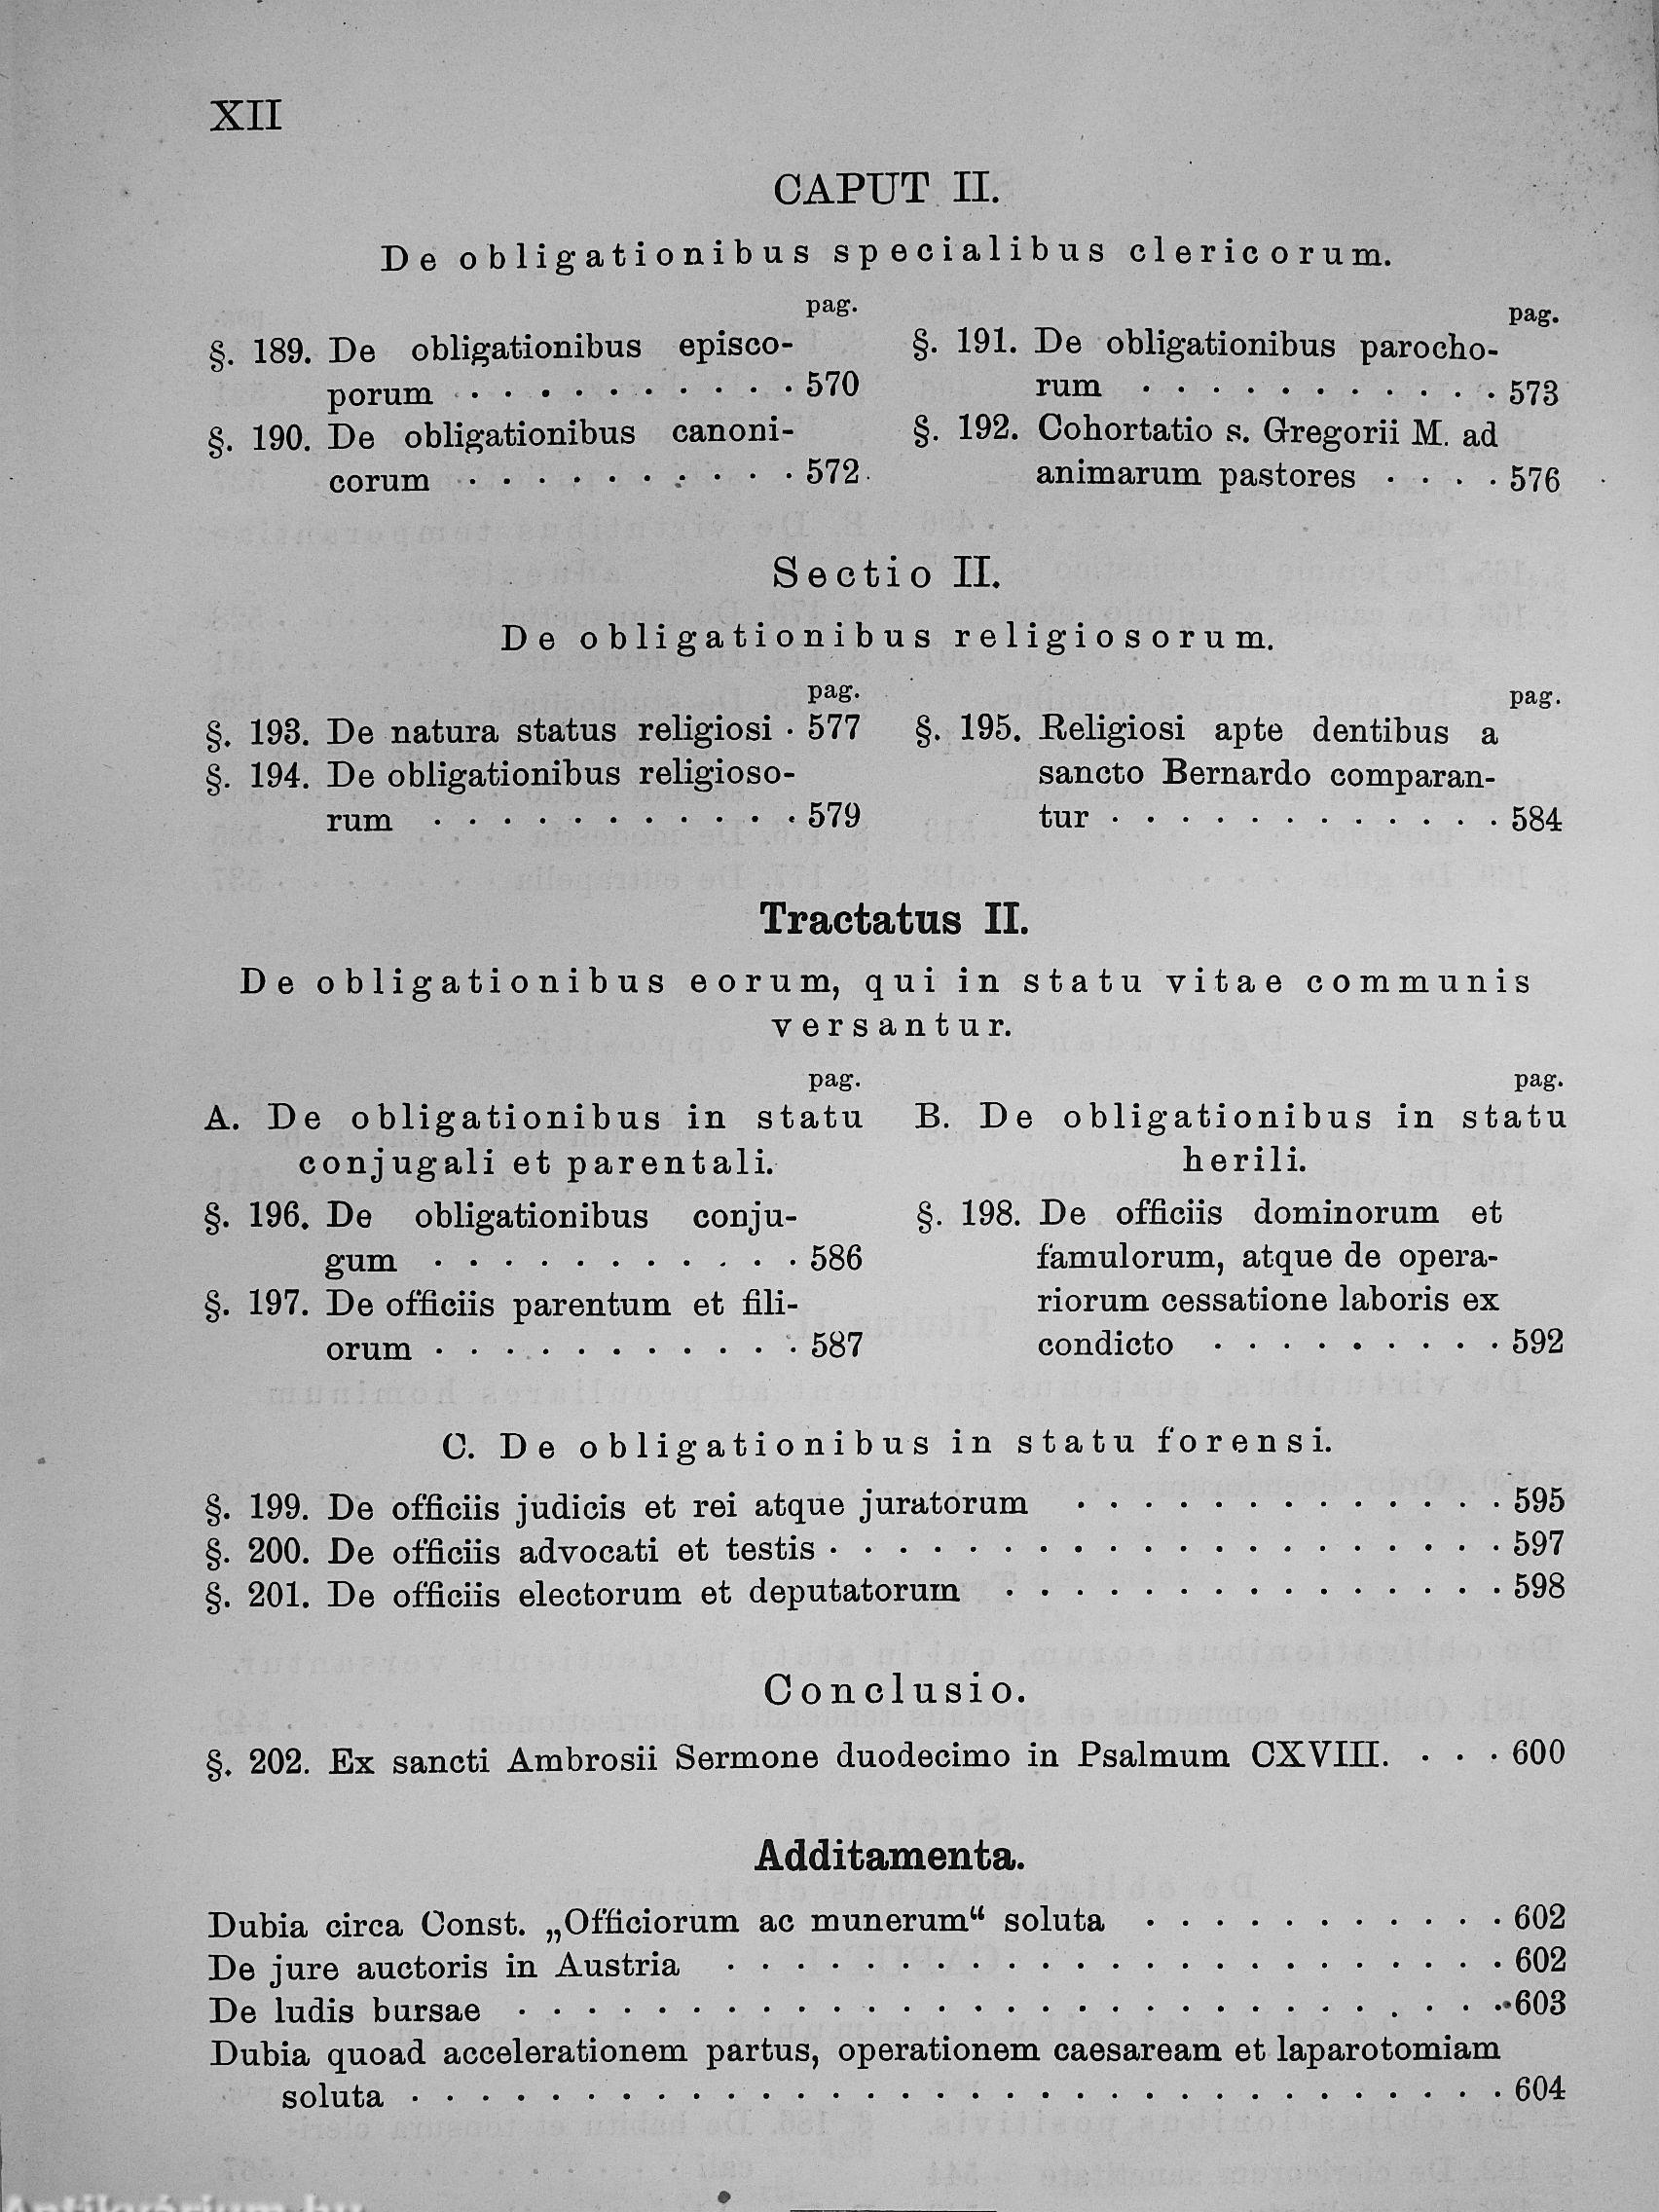 XII
CAPUT II.
De obligationibus specialibus clericorum.
pag.
§. 189. De obligationibus episco-
porum . . . . . . . . . . 570
§. 190. De obligationibus canoni-
corum . . . . . . . . . . 572
pag.
§. 191. De obligationibus parocho-
rum . . . . . . . . . . . 573
§. 192. Cohortatio s. Gregorii M. ad
animarum pastores . . . . 576
Sectio II.
De obligationibus religiosorum.
pag.
§. 193. De natura status religiosi . 577
§. 194. De obligationibus religioso-
rum . . . . . . . . . . . 579
pag.
§. 195. Religiosi apte dentibus a
sancto Bernardo comparan-
tur . . . . . . . . . . . . 584
Tractatus II.
De obligationibus eorum, qui in statu vitae communis
versantur.
pag.
A. De obligationibus in statu
conjugali et parentali.
§. 196. De obligationibus conju-
gum . . . . . . . . . . . 586
§. 197. De officiis parentum et fili-
orum . . . . . . . . . . . 587
pag.
B. De obligationibus in statu
herili.
§. 198. De officiis dominorum et
famulorum, atque de opera-
riorum cessatione laboris ex
condicto . . . . . . . . . 592
C. De obligationibus in statu forensi.
§. 199. De officiis judicis et rei atque juratorum . . . . . . . . . . . . . 595
§. 200. De officiis advocati et testis . . . . . . . . . . . . . . . . . . . . 597
§. 201. De officiis electorum et deputatorum . . . . . . . . . . . . . . . 598
Conclusio.
§. 202. Ex sancti Ambrosii Sermone duodecimo in Psalmum CXVIII. . . . 600
Additamenta.
Dubia circa Const. „Officiorum ac munerum“ soluta . . . . . . . . . . . 602
De jure auctoris in Austria . . . . . . . . . . . . . . . . . . . . . . . 602
De ludis bursae . . . . . . . . . . . . . . . . . . . . . . . . . . . . . 603
Dubia quoad accelerationem partus, operationem caesaream et laparotomiam
soluta . . . . . . . . . . . . . . . . . . . . . . . . . . . . . . . . 604
Antikvárium.hu